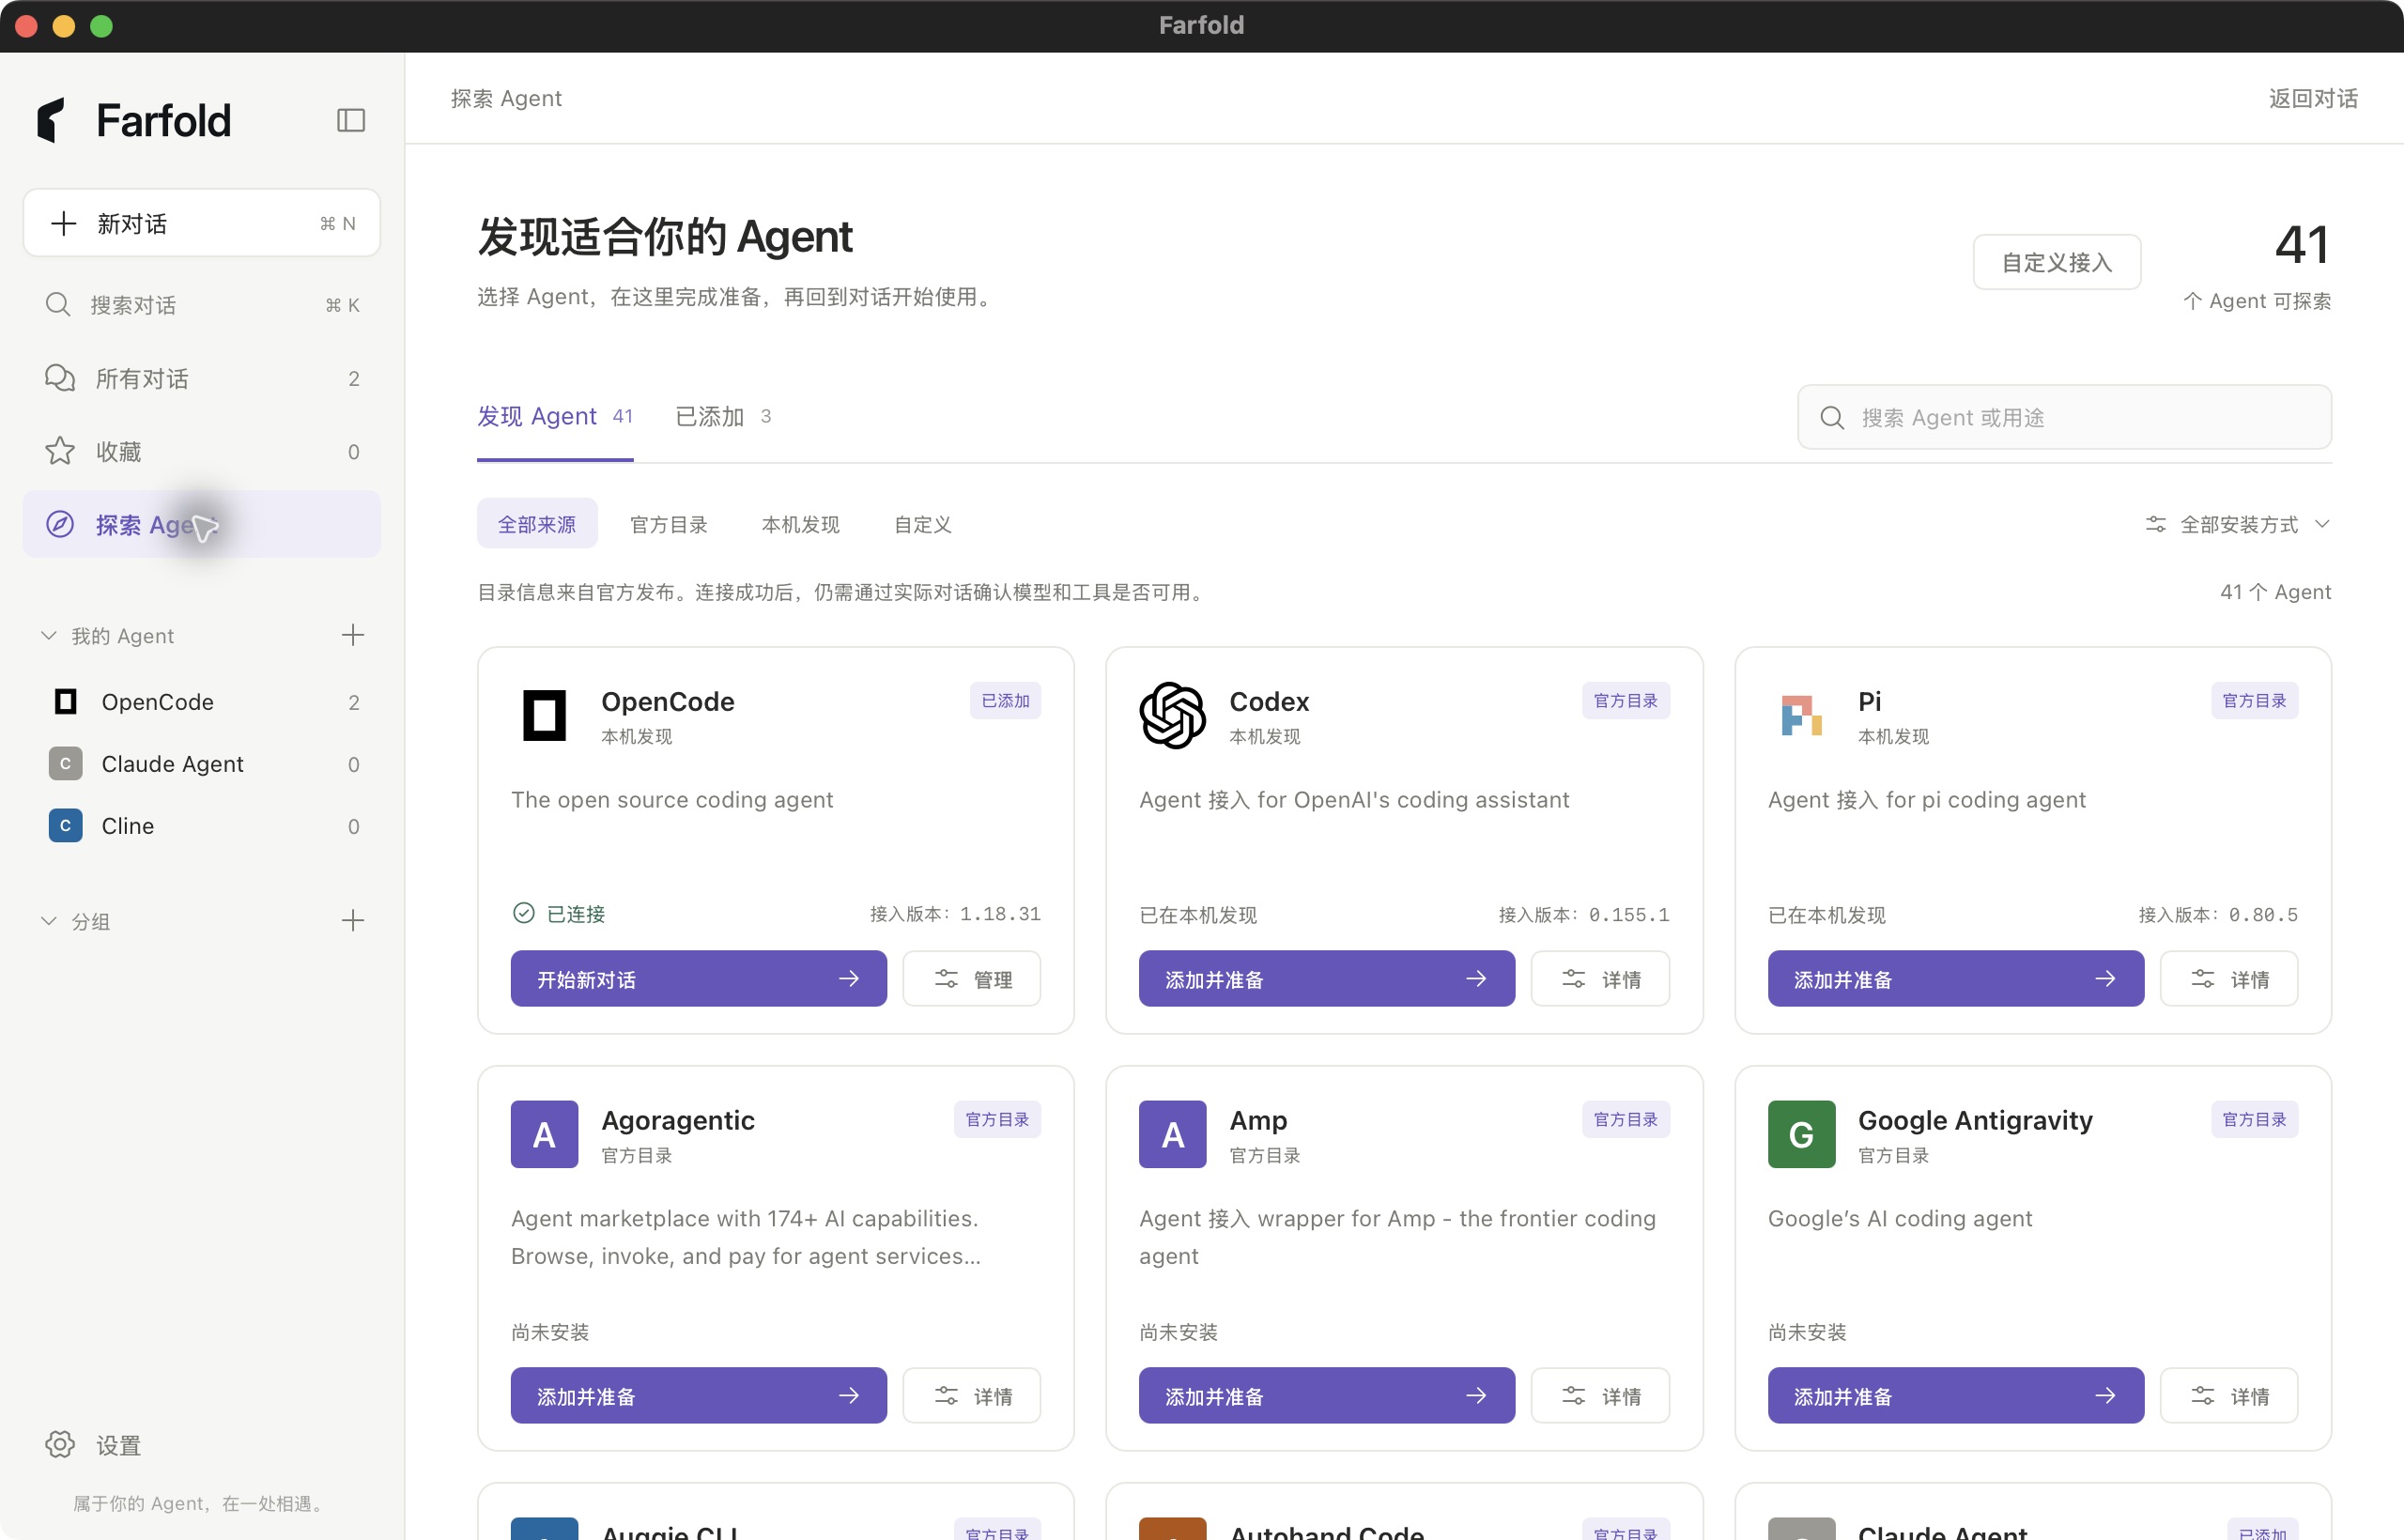 Farfold
Farfold
新对话 ⌘ N
搜索对话 ⌘ K
所有对话 2
收藏 0
探索
我的 Agent
OpenCode 2
C Claude Agent 0
C Cline 0
分组
设置
属于你的 Agent，在一处相遇。
探索 Agent 返回对话
发现适合你的 Agent
选择 Agent，在这里完成准备，再回到对话开始使用。
自定义接入
41
个 Agent 可探索
发现 Agent 41 已添加 3
搜索 Agent 或用途
全部来源 官方目录 本机发现 自定义
全部安装方式
目录信息来自官方发布。连接成功后，仍需通过实际对话确认模型和工具是否可用。
41 个 Agent
OpenCode 已添加
本机发现
The open source coding agent
已连接 接入版本：1.18.31
开始新对话 管理
Codex 官方目录
本机发现
Agent 接入 for OpenAI's coding assistant
已在本机发现 接入版本：0.155.1
添加并准备 详情
Pi 官方目录
本机发现
Agent 接入 for pi coding agent
已在本机发现 接入版本：0.80.5
添加并准备 详情
A Agoragentic 官方目录
官方目录
Agent marketplace with 174+ AI capabilities.
Browse, invoke, and pay for agent services...
尚未安装
添加并准备 详情
A Amp 官方目录
官方目录
Agent 接入 wrapper for Amp - the frontier coding
agent
尚未安装
添加并准备 详情
G Google Antigravity 官方目录
官方目录
Google’s AI coding agent
尚未安装
添加并准备 详情
Auggie CLI 官方目录
Autohand Code 官方目录
Claude Agent 已添加